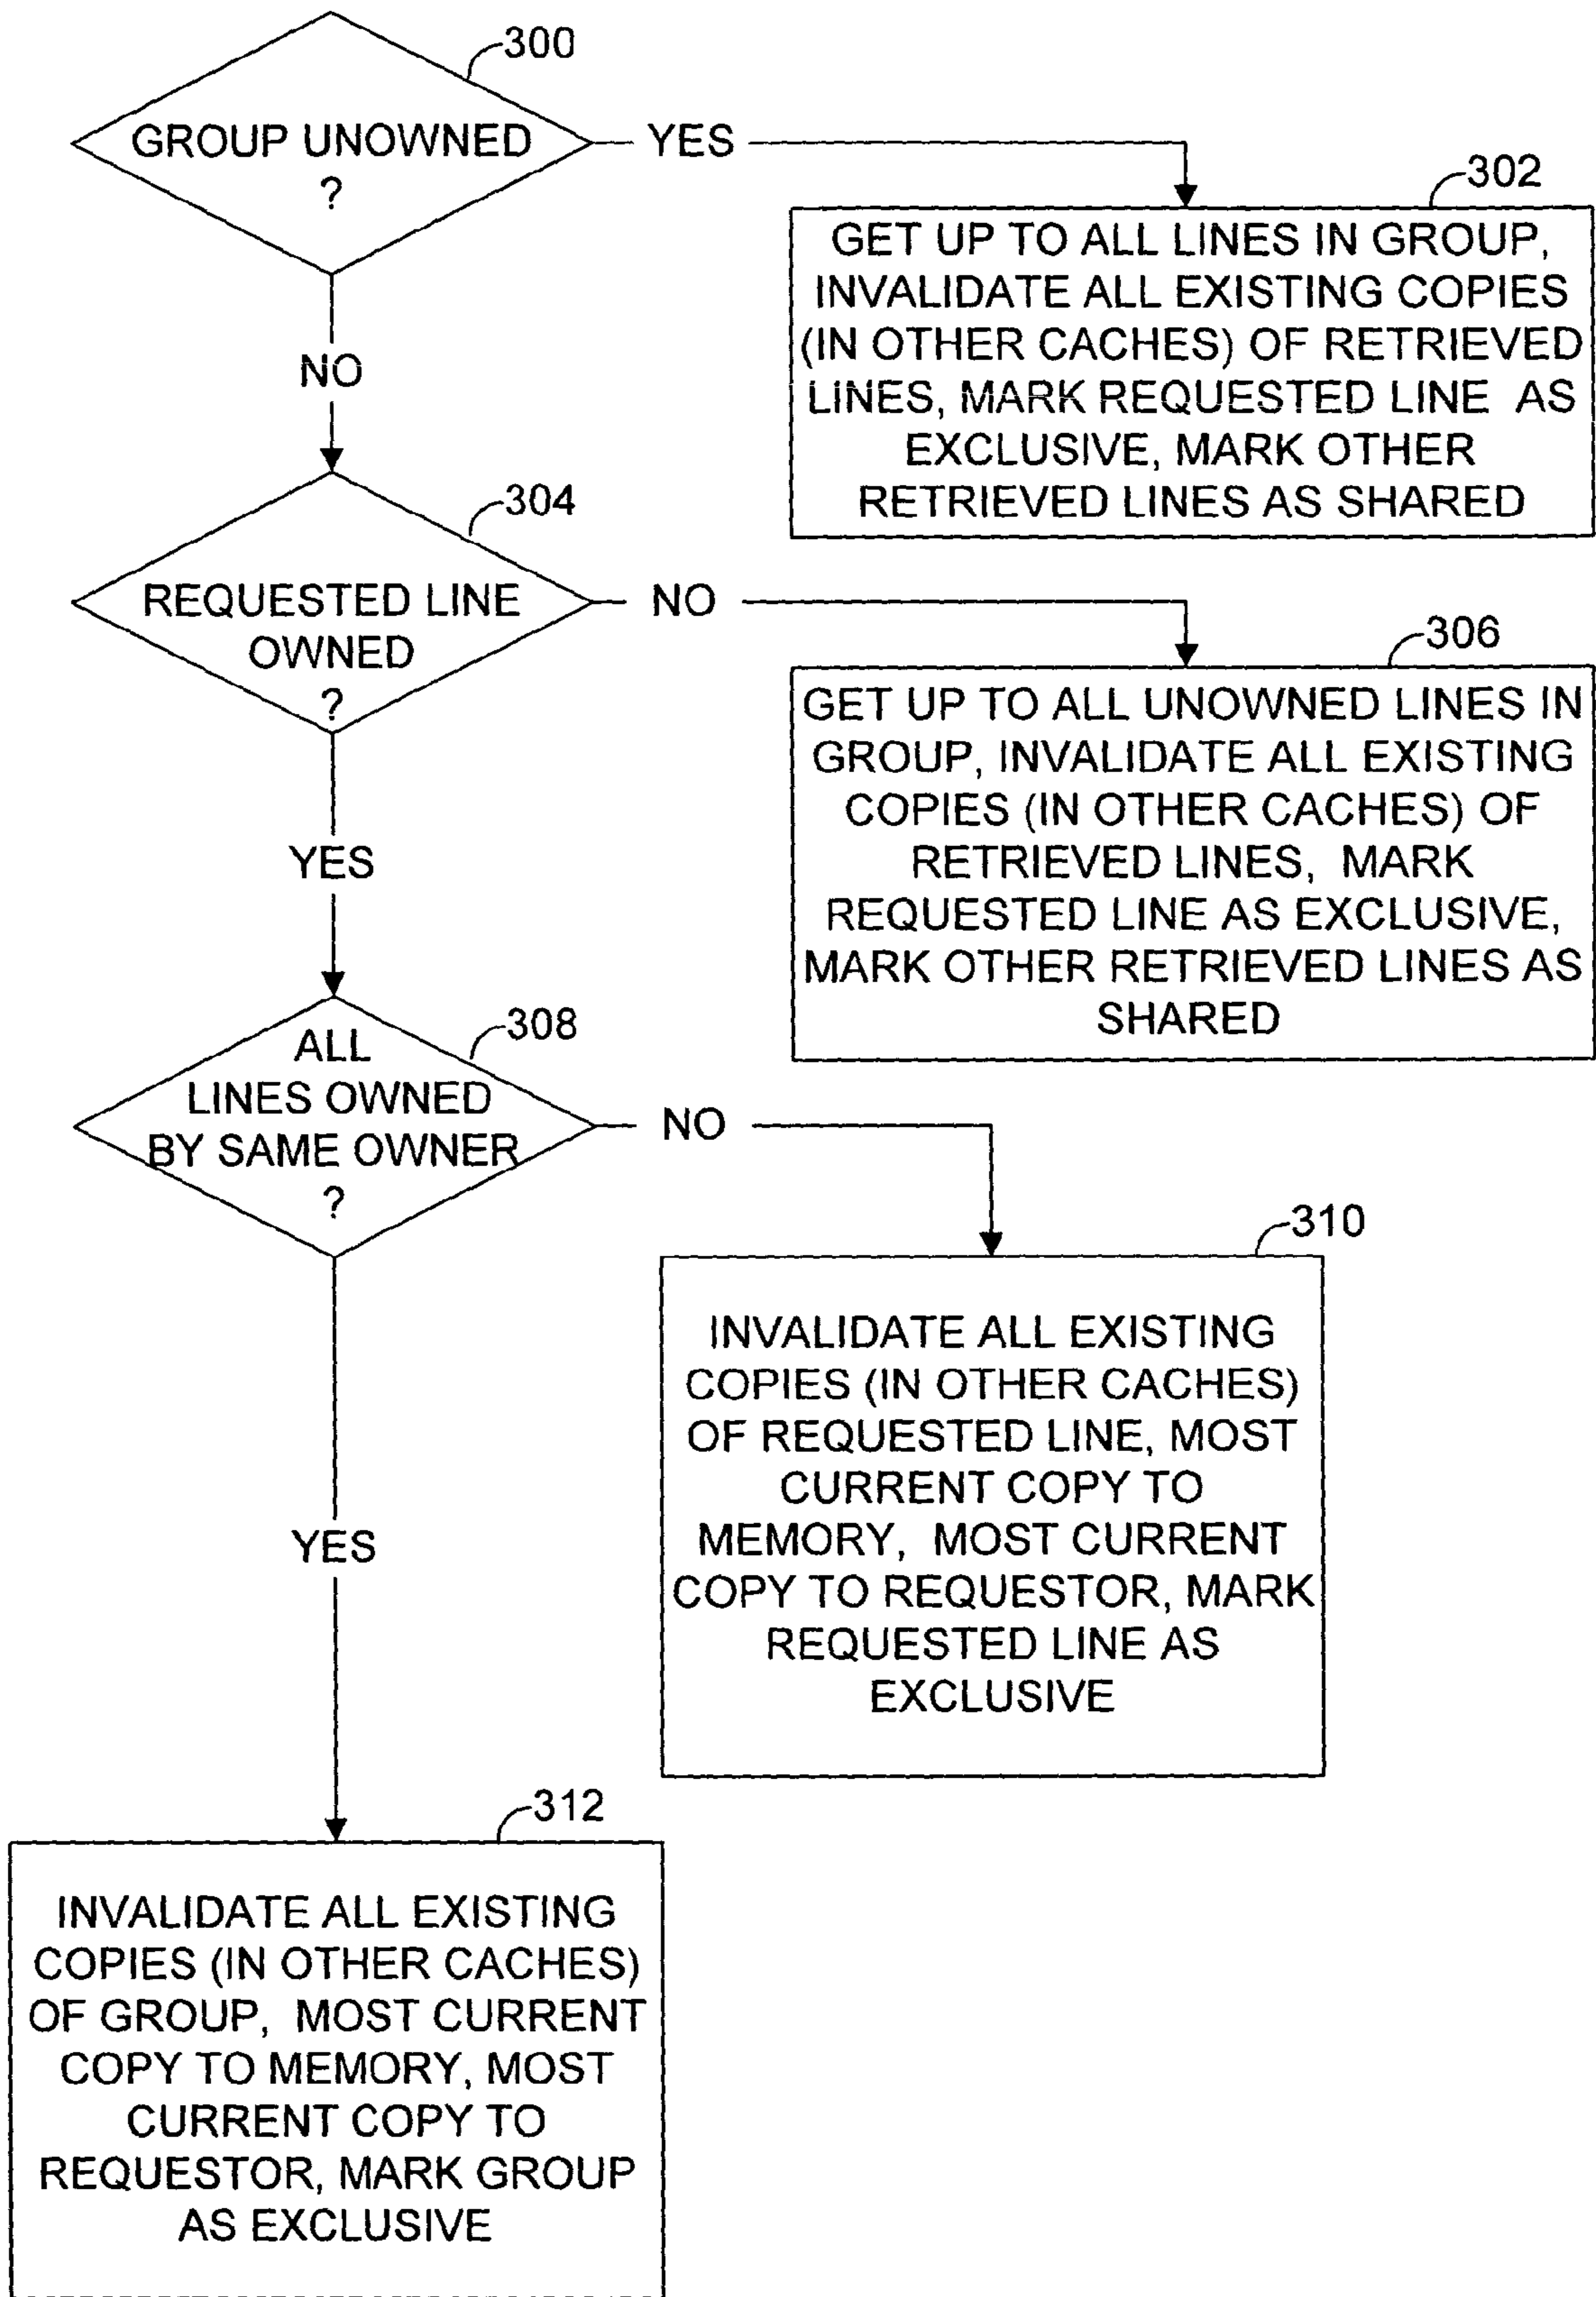 300
GROUP UNOWNED
?
YES
302
GET UP TO ALL LINES IN GROUP,
INVALIDATE ALL EXISTING COPIES
(IN OTHER CACHES) OF RETRIEVED
LINES, MARK REQUESTED LINE AS
EXCLUSIVE, MARK OTHER
RETRIEVED LINES AS SHARED
NO
304
REQUESTED LINE
OWNED
?
NO
306
GET UP TO ALL UNOWNED LINES IN
GROUP, INVALIDATE ALL EXISTING
COPIES (IN OTHER CACHES) OF
RETRIEVED LINES, MARK
REQUESTED LINE AS EXCLUSIVE,
MARK OTHER RETRIEVED LINES AS
SHARED
YES
308
ALL
LINES OWNED
BY SAME OWNER
?
NO
310
INVALIDATE ALL EXISTING
COPIES (IN OTHER CACHES)
OF REQUESTED LINE, MOST
CURRENT COPY TO
MEMORY, MOST CURRENT
COPY TO REQUESTOR, MARK
REQUESTED LINE AS
EXCLUSIVE
YES
312
INVALIDATE ALL EXISTING
COPIES (IN OTHER CACHES)
OF GROUP, MOST CURRENT
COPY TO MEMORY, MOST
CURRENT COPY TO
REQUESTOR, MARK GROUP
AS EXCLUSIVE